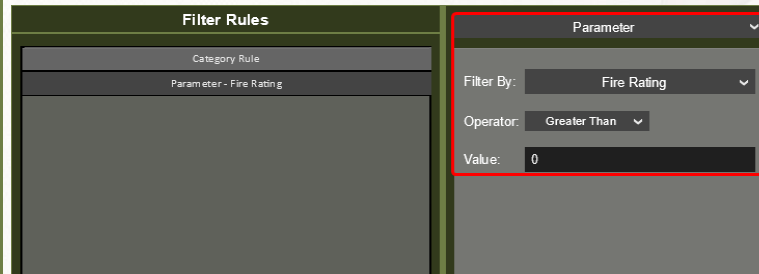 Filter Rules
Category Rule
Parameter - Fire Rating
Parameter
Filter By: Fire Rating
Operator: Greater Than
Value: 0